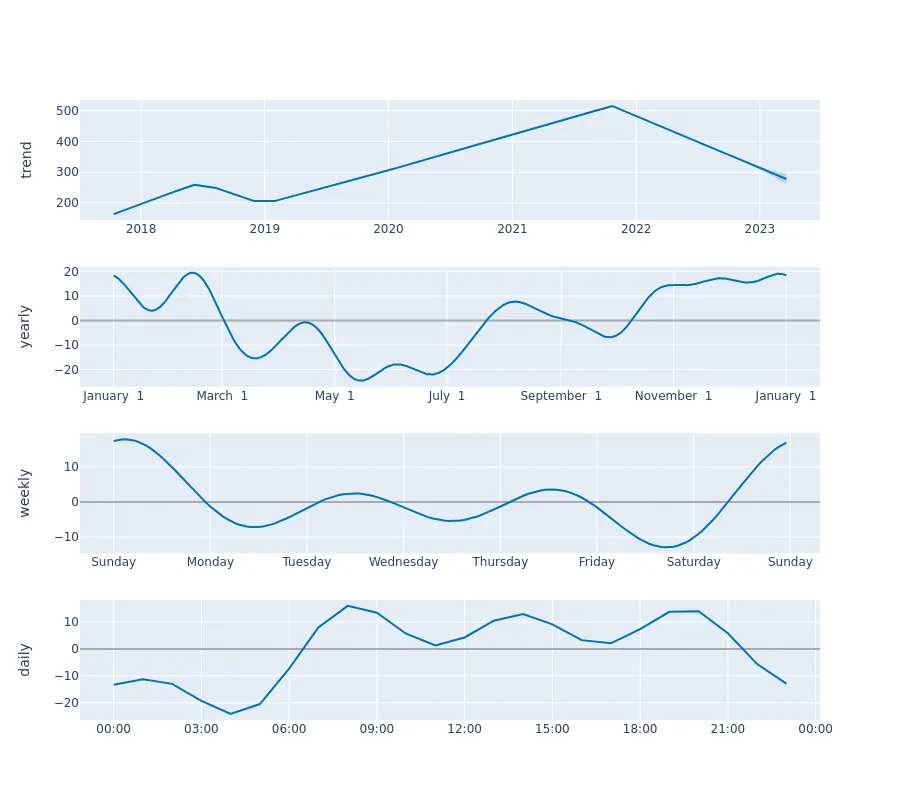 trend
500
400
300
200
2018 2019 2020 2021 2022 2023
yearly
20
10
0
−10
−20
January 1 March 1 May 1 July 1 September 1 November 1 January 1
weekly
10
0
−10
Sunday Monday Tuesday Wednesday Thursday Friday Saturday Sunday
daily
10
0
−10
−20
00:00 03:00 06:00 09:00 12:00 15:00 18:00 21:00 00:00